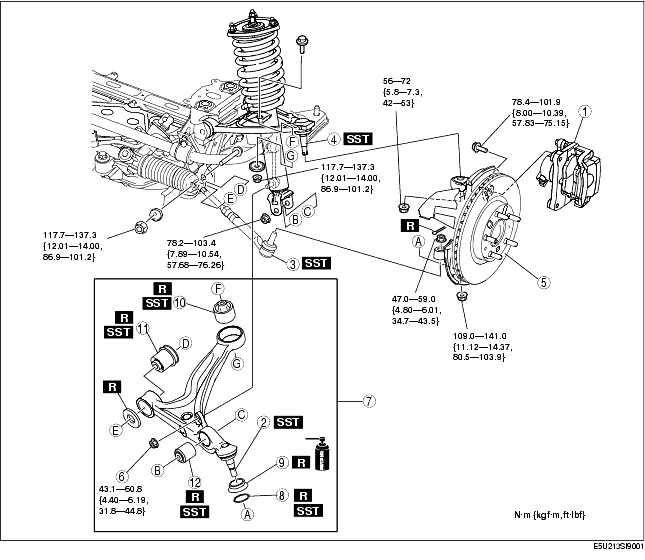 56—72
{5.8—7.3,
42—53}
78.4—101.9
{8.00—10.39,
57.83—75.15}
1
F
4 SST
G
117.7—137.3
{12.01—14.00,
86.9—101.2}
D
E
B
C
R
A
117.7—137.3
{12.01—14.00,
86.9—101.2}
78.2—103.4
{7.89—10.54,
57.68—76.26}
3 SST
5
47.0—59.0
{4.80—6.01,
34.7—43.5}
109.0—141.0
{11.12—14.37,
80.5—103.9}
R
SST 10
F
R
SST
11
D
G
R
E
7
C
2 SST
6
B
12
9 R
43.1—60.8
{4.40—6.19,
31.8—44.8}
R
SST
8 R
SST
A
N·m {kgf·m,ft·lbf}
E5U213SI9001